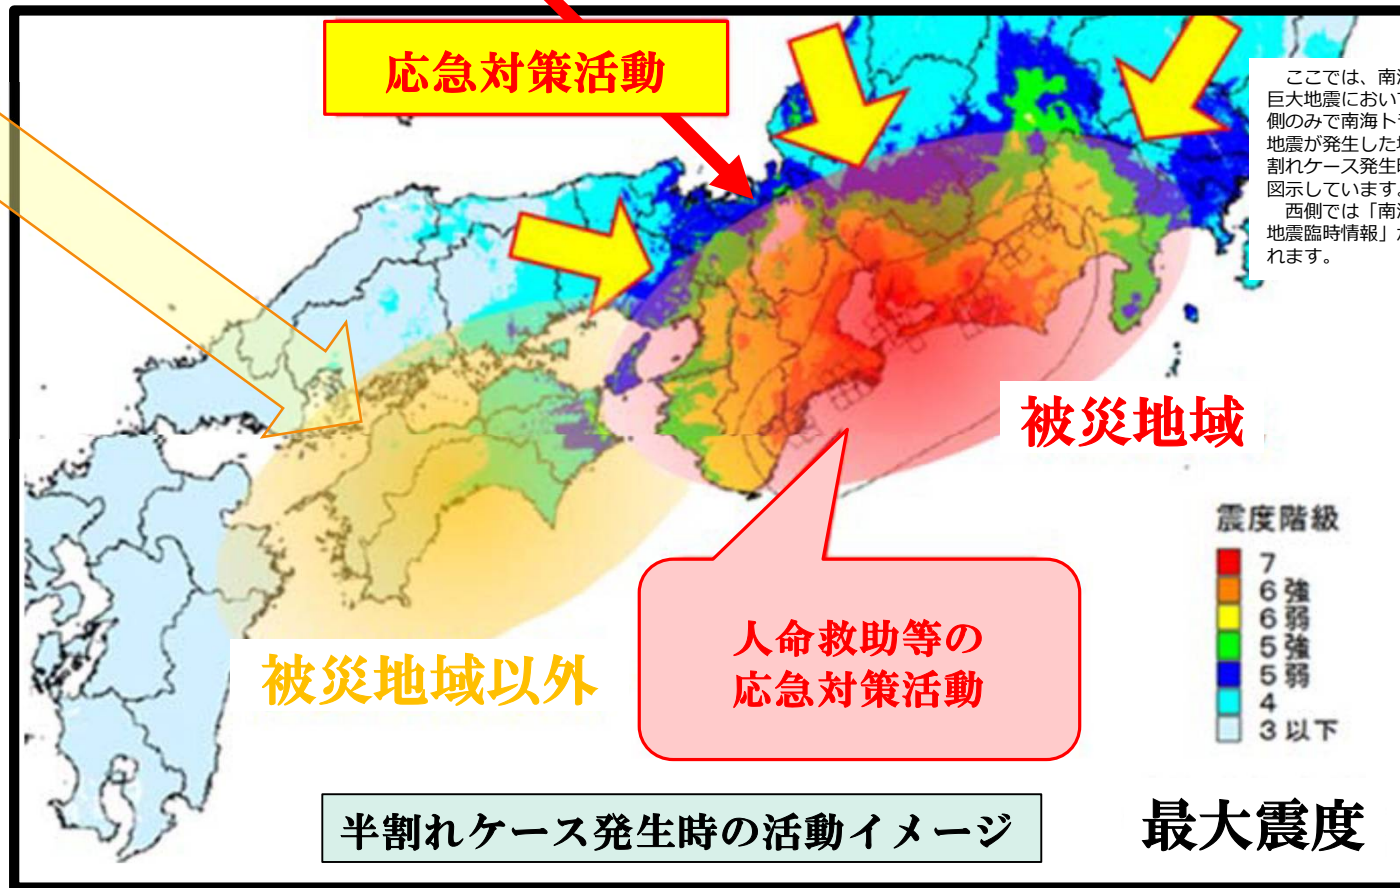 応急対策活動
ここでは、南海
巨大地震におい
側のみで南海ト
地震が発生した
割れケース発生
図示しています。
西側では「南海
地震臨時情報」
れます。
被災地域
震度階級
7
6強
6弱
5強
5弱
4
3以下
人命救助等の
応急対策活動
被災地域以外
半割れケース発生時の活動イメージ
最大震度